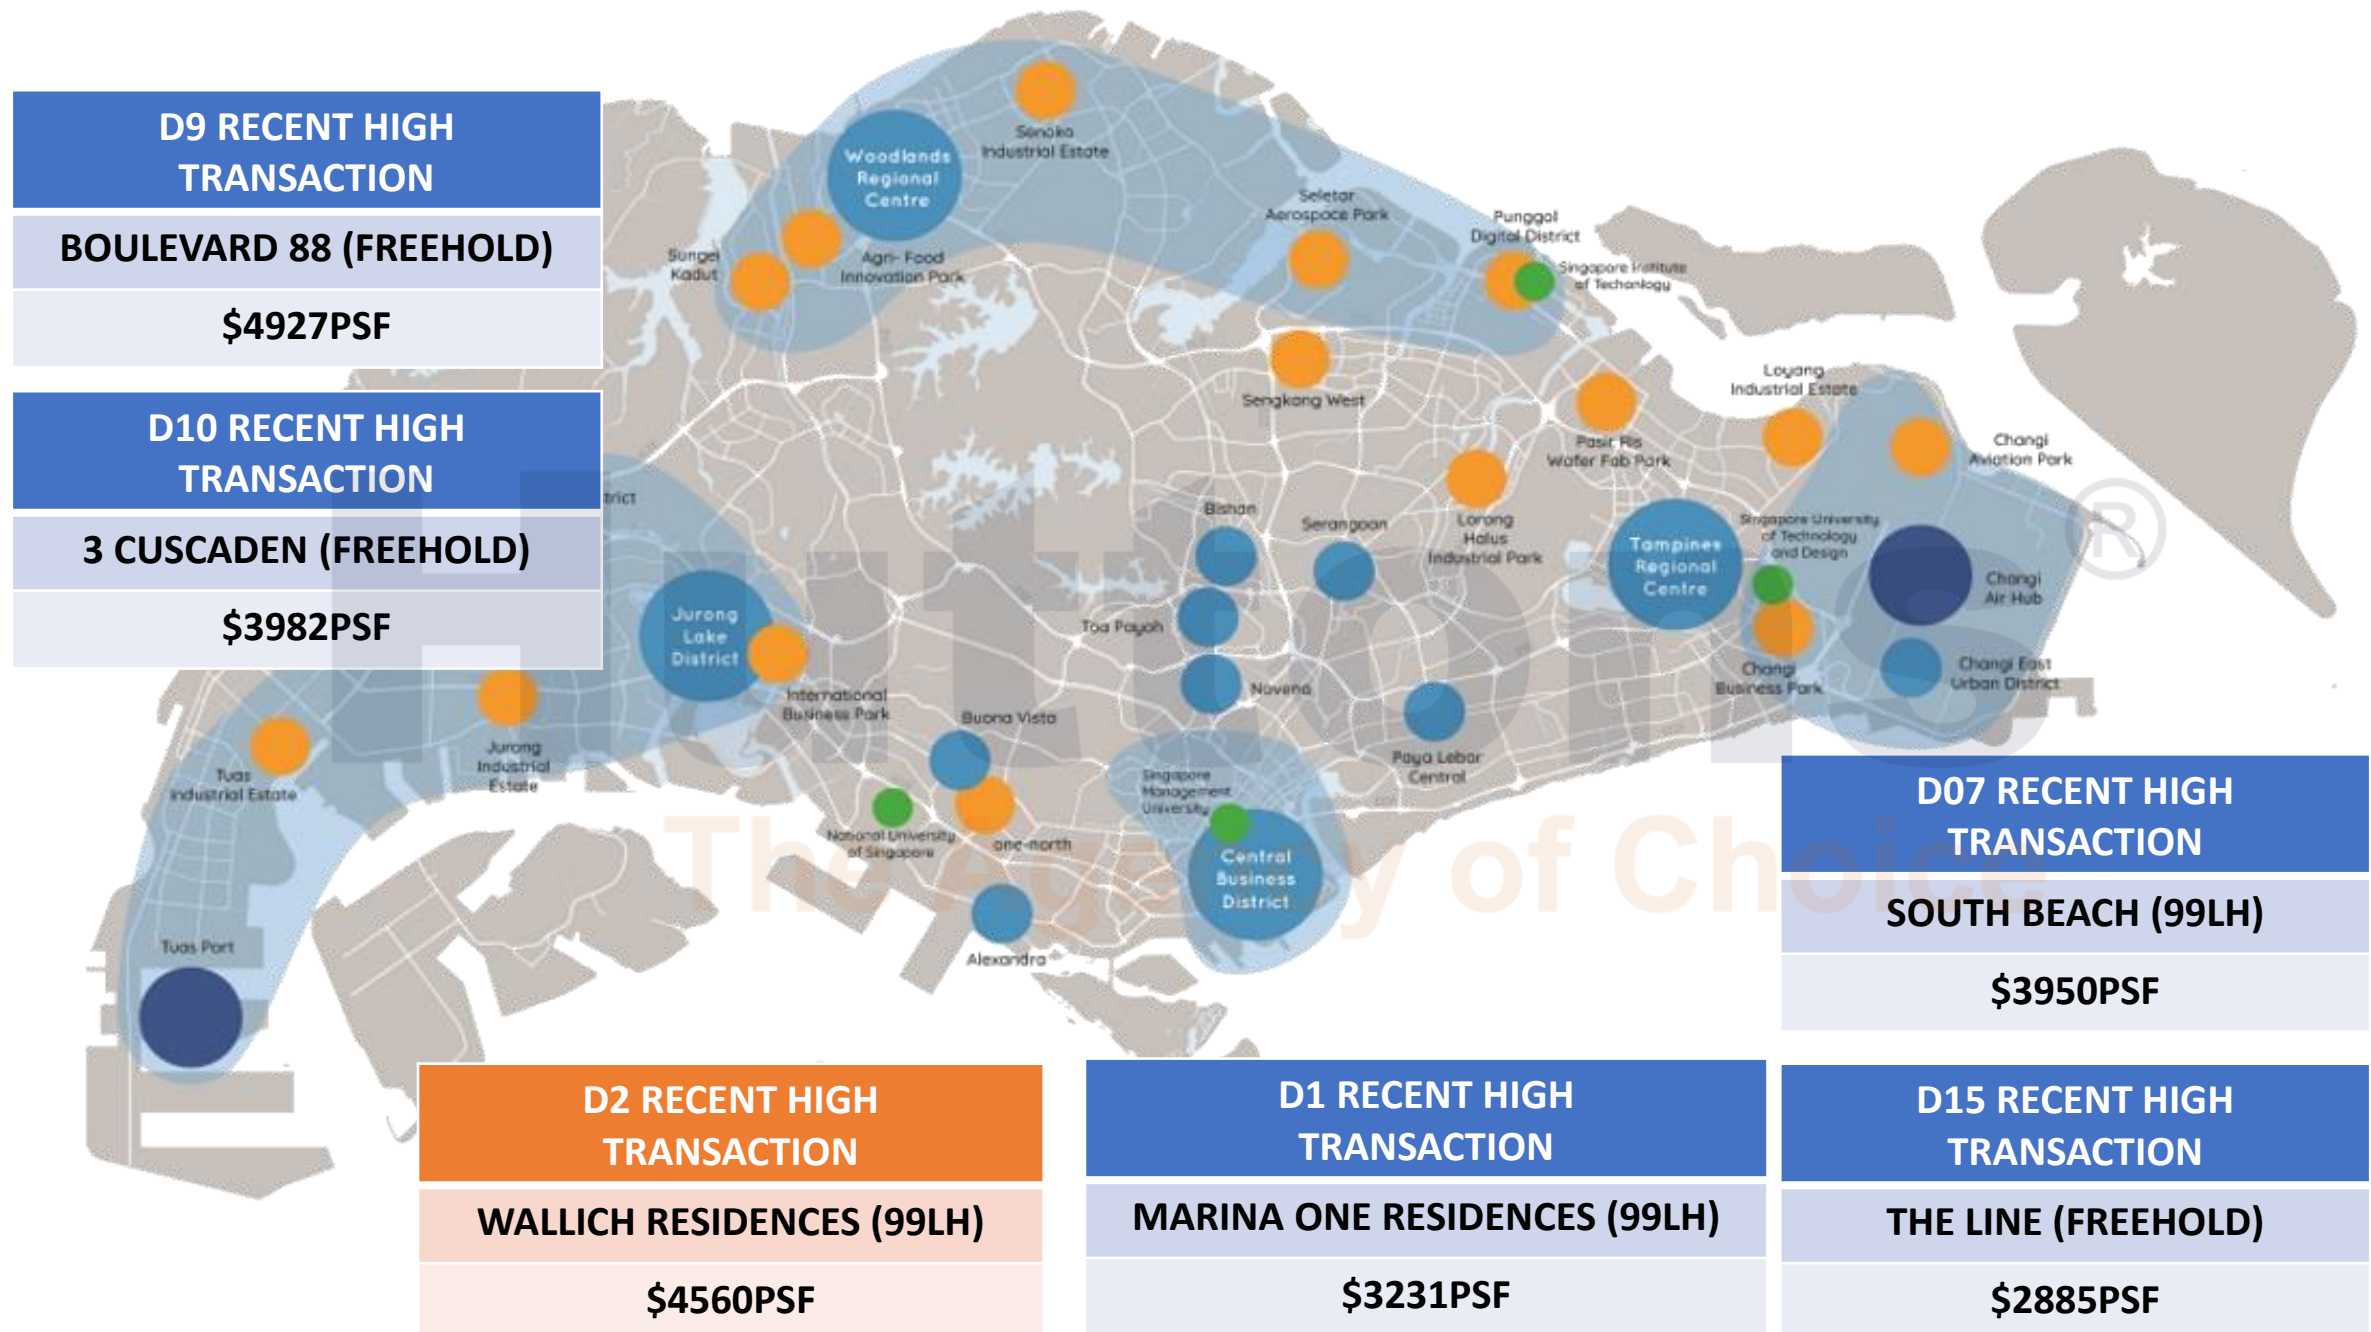 D9 RECENT HIGH
TRANSACTION
BOULEVARD 88 (FREEHOLD)
$4927PSF
D10 RECENT HIGH
TRANSACTION
3 CUSCADEN (FREEHOLD)
$3982PSF
Senoko
Industrial Estate
Woodlands
Regional
Centre
Sungei
Kadut
Agri- Food
Innovation Park
Seletar
Aerospace Park
Punggol
Digital District
Singapore Institute
of Techonlogy
Sengkang West
Loyang
Industrial Estate
Pasir Ris
Wafer Fab Park
Changi
Aviation Park
trict
Bishan
Serangoon
Lorong
Halus
Industrial Park
Tampines
Regional
Centre
Singapore University
of Technology
and Design
Changi
Air Hub
Jurong
Lake
District
Toa Payoh
Novena
Changi
Business Park
Changi East
Urban District
International
Business Park
Buona Vista
Paya Lebar
Central
Jurong
Industrial
Estate
Tuas
Industrial Estate
Singapore
Management
University
National University
of Singapore
one-north
Central
Business
District
Alexandra
Tuas Port
Huttons®
The Agency of Choice
D07 RECENT HIGH
TRANSACTION
SOUTH BEACH (99LH)
$3950PSF
D2 RECENT HIGH
TRANSACTION
WALLICH RESIDENCES (99LH)
$4560PSF
D1 RECENT HIGH
TRANSACTION
MARINA ONE RESIDENCES (99LH)
$3231PSF
D15 RECENT HIGH
TRANSACTION
THE LINE (FREEHOLD)
$2885PSF